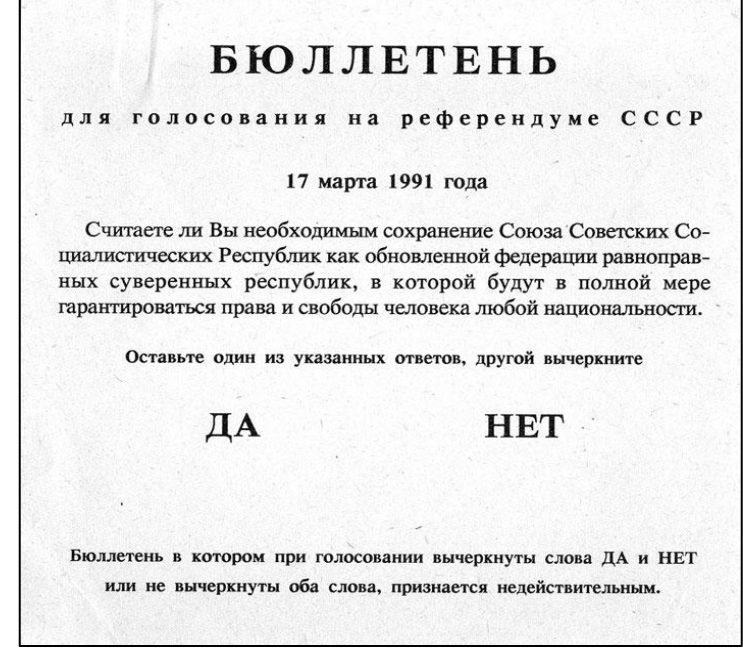 БЮЛЛЕТЕНЬ
для голосования на референдуме СССР
17 марта 1991 года
Считаете ли Вы необходимым сохранение Союза Советских Со-
циалистических Республик как обновленной федерации равноправ-
ных суверенных республик, в которой будут в полной мере
гарантироваться права и свободы человека любой национальности.
Оставьте один из указанных ответов, другой вычеркните
ДА НЕТ
Бюллетень в котором при голосовании вычеркнуты слова ДА и НЕТ
или не вычеркнуты оба слова, признается недействительным.